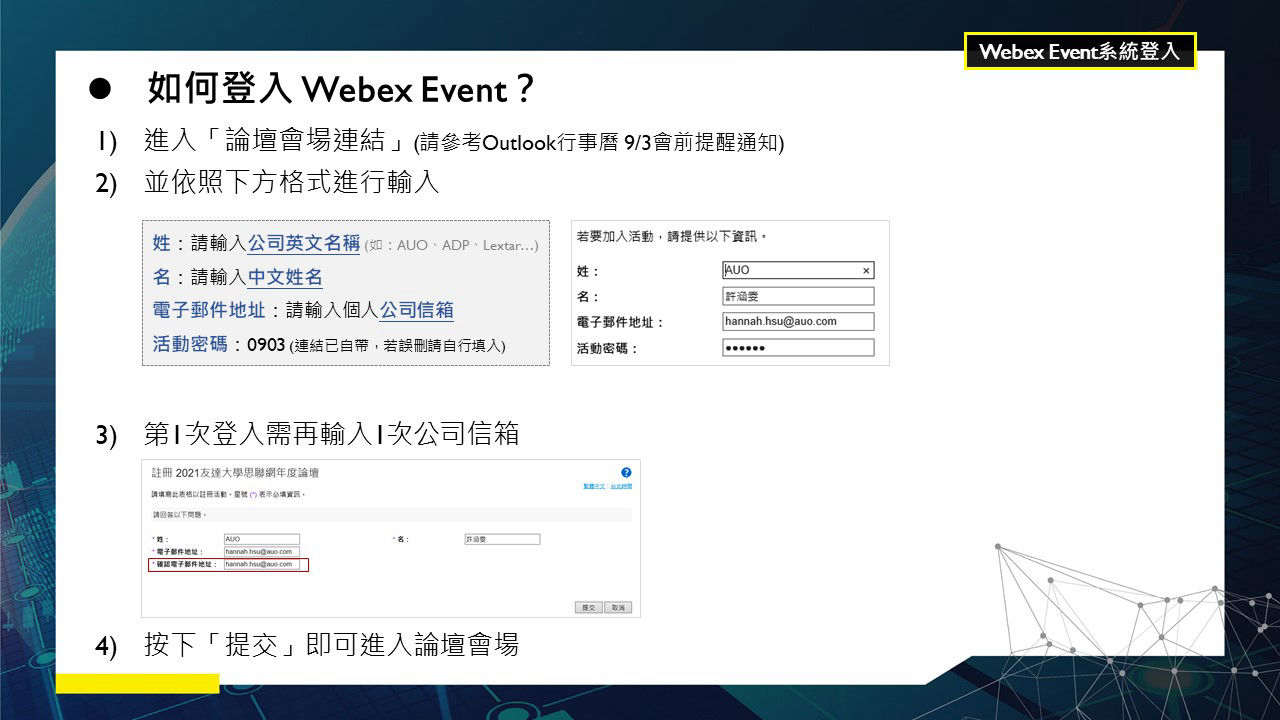 Webex Event系統登入
● 如何登入 Webex Event？
1) 進入「論壇會場連結」(請參考Outlook行事曆 9/3會前提醒通知)
2) 並依照下方格式進行輸入
姓：請輸入公司英文名稱 (如：AUO、ADP、Lextar…)
名：請輸入中文姓名
電子郵件地址：請輸入個人公司信箱
活動密碼：0903 (連結已自帶，若誤刪請自行填入)
若要加入活動，請提供以下資訊。
姓： AUO ×
名： 許涵雯
電子郵件地址： hannah.hsu@auo.com
活動密碼： ●●●●●●
3) 第1次登入需再輸入1次公司信箱
註冊 2021友達大學思聯網年度論壇 ?
繁體中文 台北時間
請填寫此表格以註冊活動。星號 (*) 表示必填資訊。
請回答以下問題。
* 姓： AUO * 名： 許涵雯
* 電子郵件地址： hannah.hsu@auo.com
* 確認電子郵件地址： hannah.hsu@auo.com
提交 取消
4) 按下「提交」即可進入論壇會場